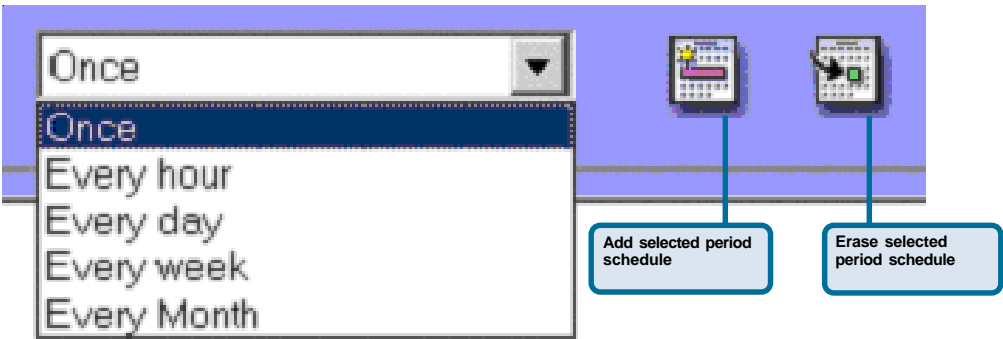 Once
Once
Every hour
Every day
Every week
Every Month
Add selected period
schedule
Erase selected
period schedule